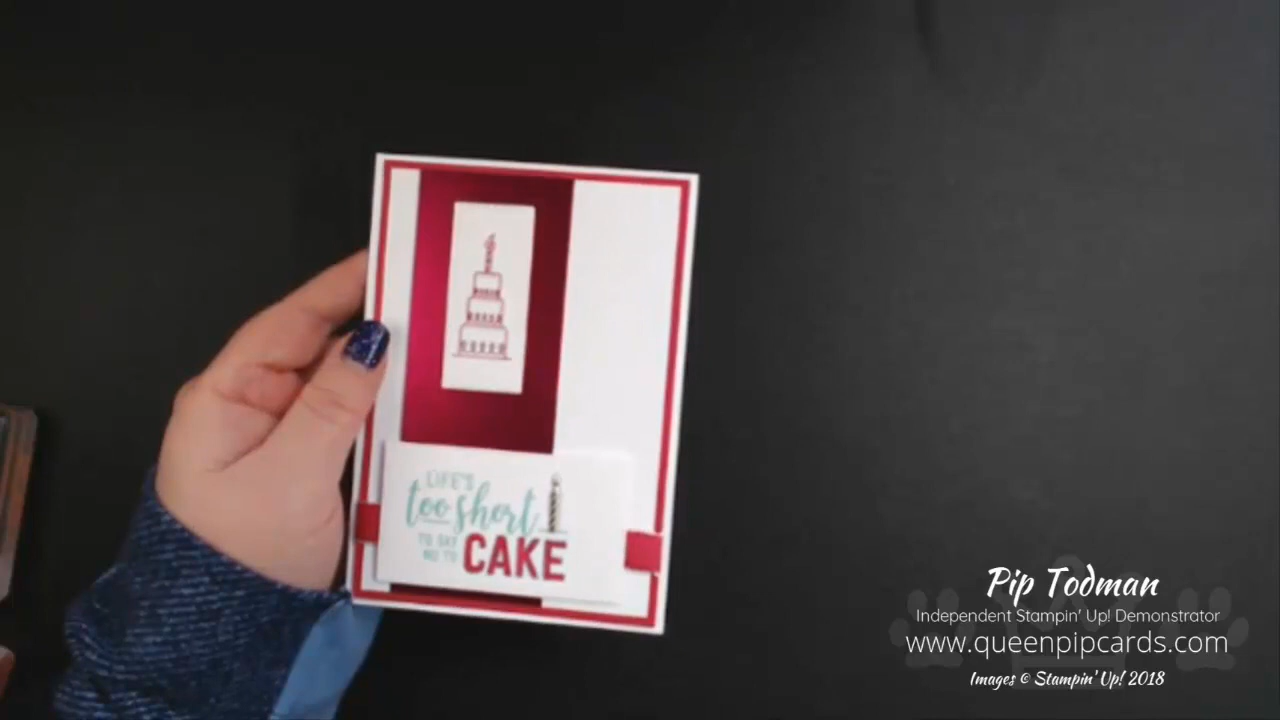 LIFE'S
too short
TO SAY
NO TO
CAKE
Pip Todman
Independent Stampin' Up! Demonstrator
www.queenpipcards.com
Images © Stampin' Up! 2018